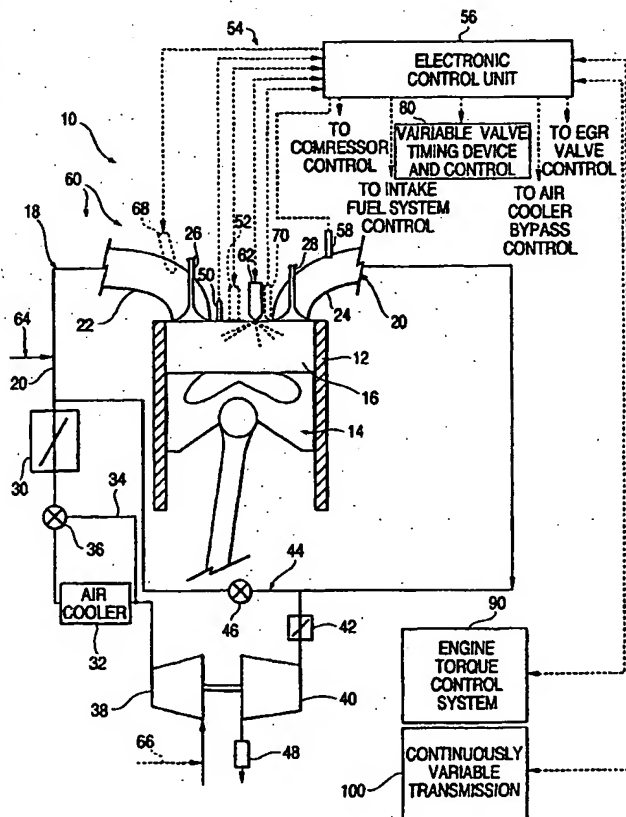 54
56
ELECTRONIC
CONTROL UNIT
10
80
TO
COMRESSOR
CONTROL
VAIRIABLE VALVE
TIMING DEVICE
AND CONTROL
TO EGR
VALVE
CONTROL
TO INTAKE
FUEL SYSTEM
CONTROL
TO AIR
COOLER
BYPASS
CONTROL
60
68
26
52
70
58
18
50
62
28
22
24
20
64
12
20
16
14
30
34
36
44
AIR
COOLER
46
42
32
90
ENGINE
TORQUE
CONTROL
SYSTEM
38
40
66
48
CONTINUOUSLY
VARIABLE
TRANSMISSION
100